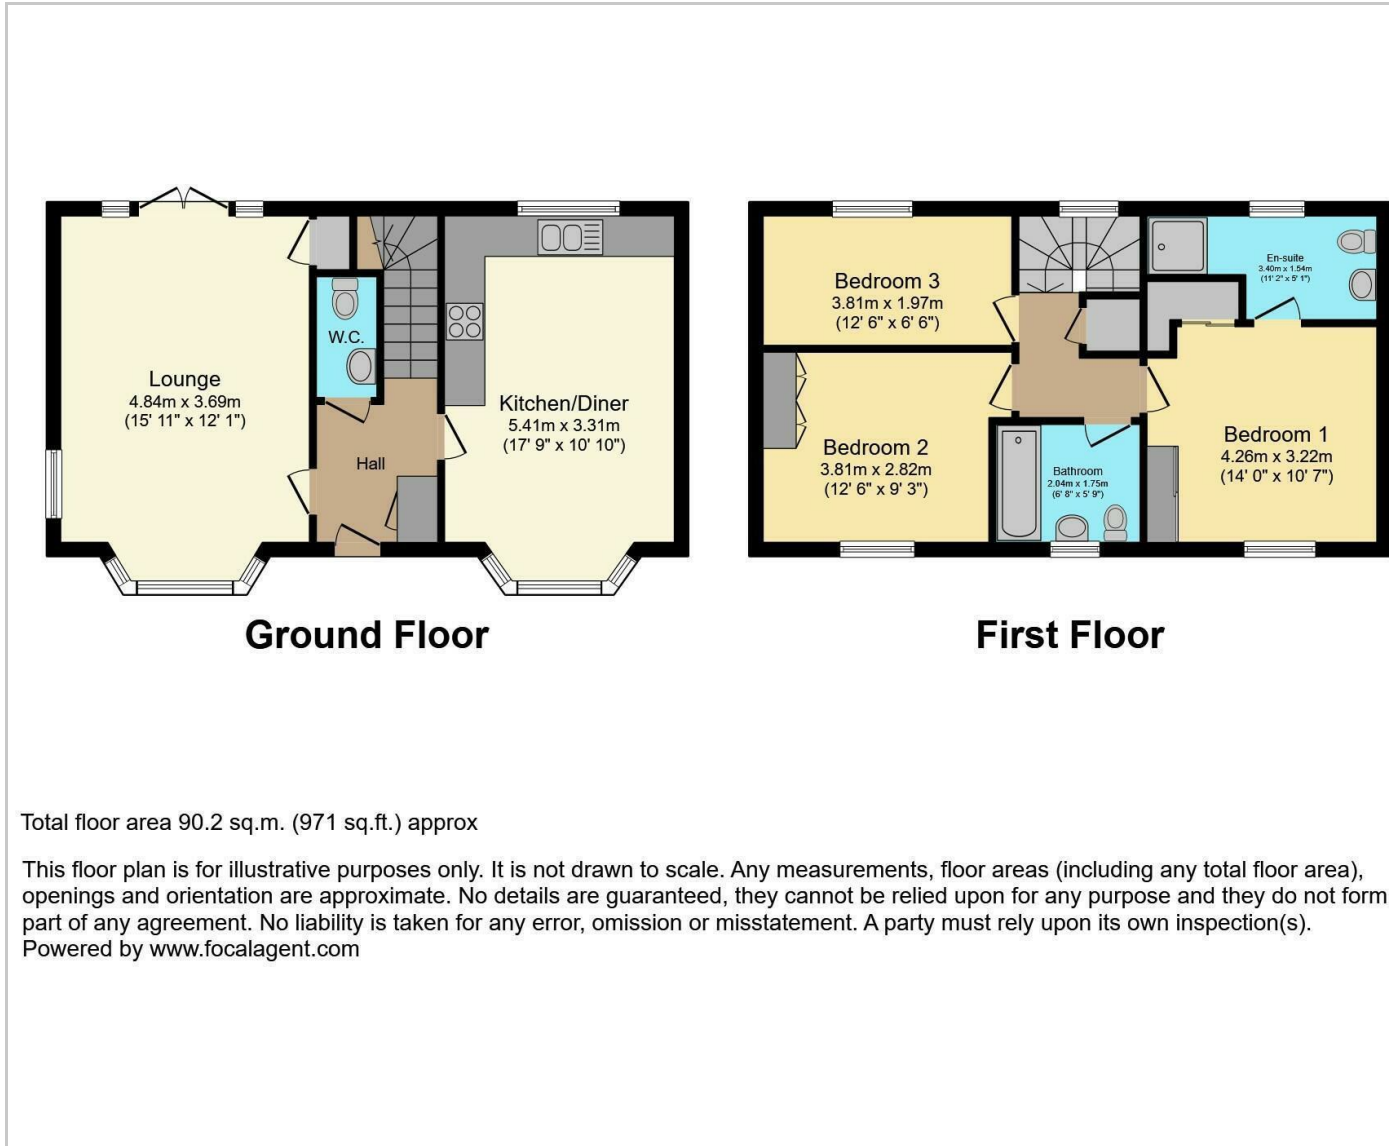 Lounge
4.84m x 3.69m
(15' 11" x 12' 1")
W.C.
Hall
Kitchen/Diner
5.41m x 3.31m
(17' 9" x 10' 10")
Ground Floor
Bedroom 3
3.81m x 1.97m
(12' 6" x 6' 6")
En-suite
3.40m x 1.54m
(11' 2" x 5' 1")
Bedroom 2
3.81m x 2.82m
(12' 6" x 9' 3")
Bathroom
2.04m x 1.75m
(6' 8" x 5' 9")
Bedroom 1
4.26m x 3.22m
(14' 0" x 10' 7")
First Floor
Total floor area 90.2 sq.m. (971 sq.ft.) approx
This floor plan is for illustrative purposes only. It is not drawn to scale. Any measurements, floor areas (including any total floor area),
openings and orientation are approximate. No details are guaranteed, they cannot be relied upon for any purpose and they do not form
part of any agreement. No liability is taken for any error, omission or misstatement. A party must rely upon its own inspection(s).
Powered by www.focalagent.com